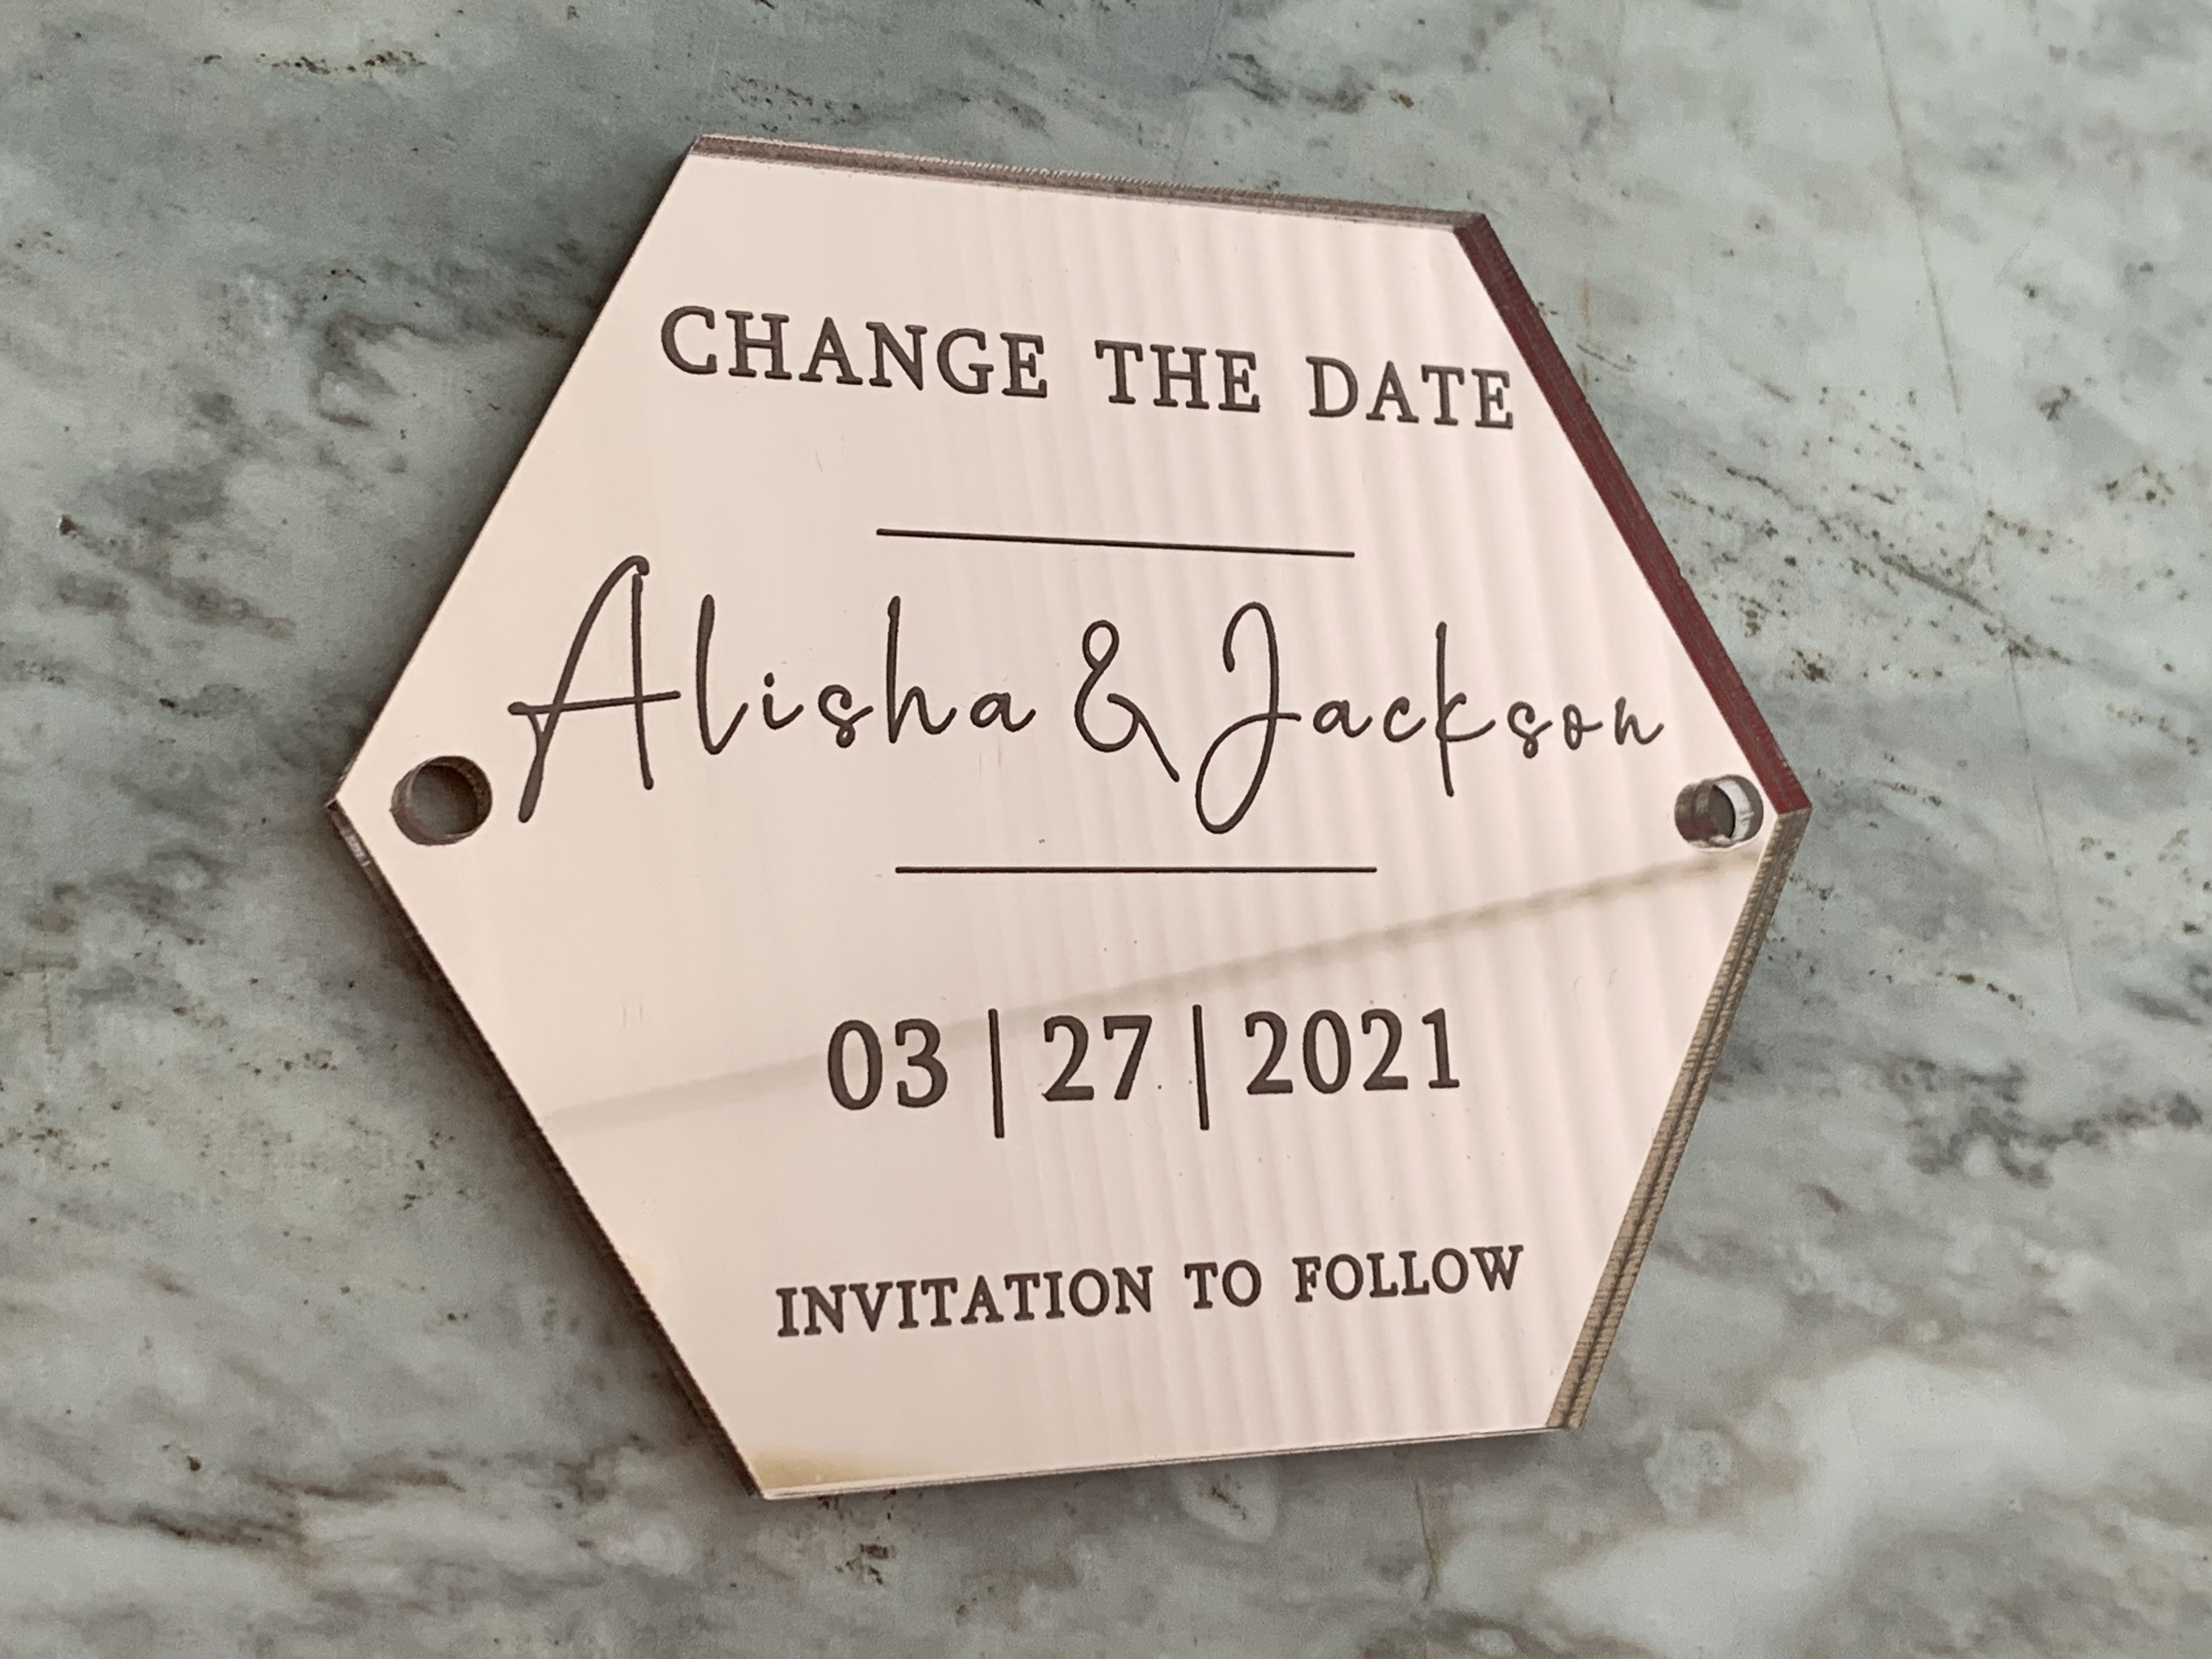 CHANGE THE DATE
Alisha & Jackson
03 | 27 | 2021
INVITATION TO FOLLOW